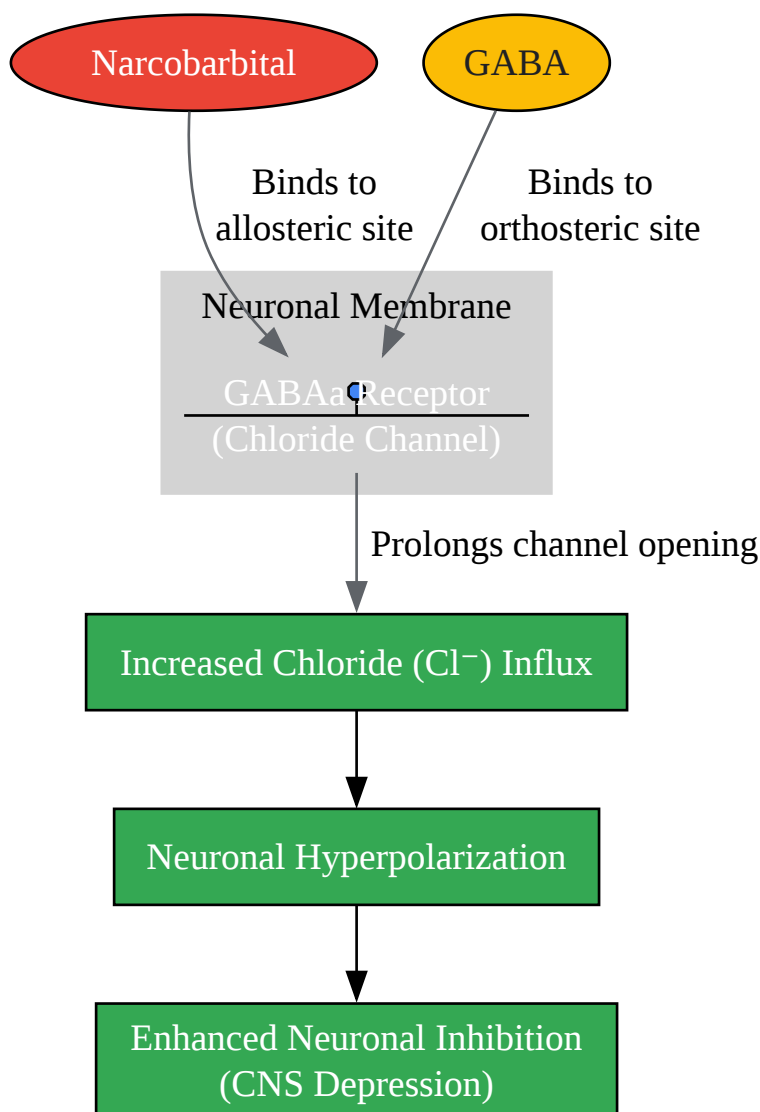 Narcobarbital
GABA
Binds to
allosteric site
Binds to
orthosteric site
Neuronal Membrane
GABAa Receptor
(Chloride Channel)
Prolongs channel opening
Increased Chloride (Cl⁻) Influx
Neuronal Hyperpolarization
Enhanced Neuronal Inhibition
(CNS Depression)